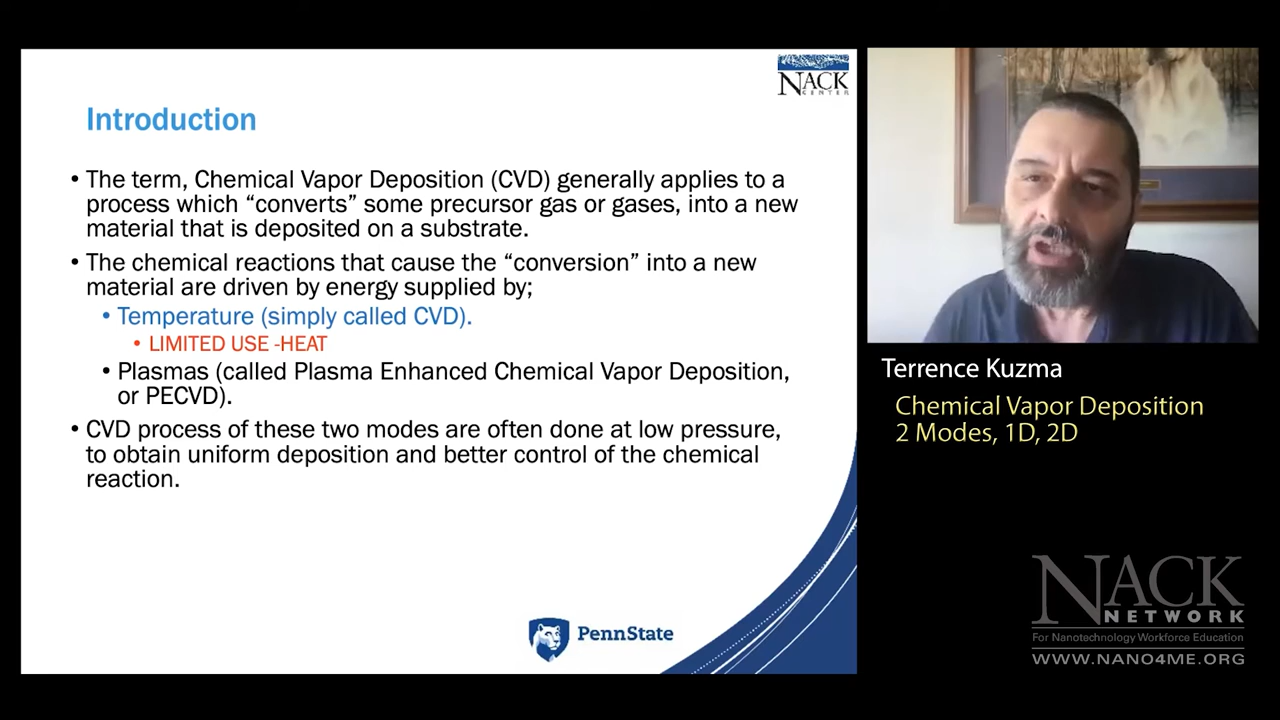 NACK
CENTER
Introduction
• The term, Chemical Vapor Deposition (CVD) generally applies to a
process which “converts” some precursor gas or gases, into a new
material that is deposited on a substrate.
• The chemical reactions that cause the “conversion” into a new
material are driven by energy supplied by;
• Temperature (simply called CVD).
• LIMITED USE -HEAT
• Plasmas (called Plasma Enhanced Chemical Vapor Deposition,
or PECVD).
• CVD process of these two modes are often done at low pressure,
to obtain uniform deposition and better control of the chemical
reaction.
PennState
Terrence Kuzma
Chemical Vapor Deposition
2 Modes, 1D, 2D
NACK
NETWORK
For Nanotechnology Workforce Education
WWW.NANO4ME.ORG